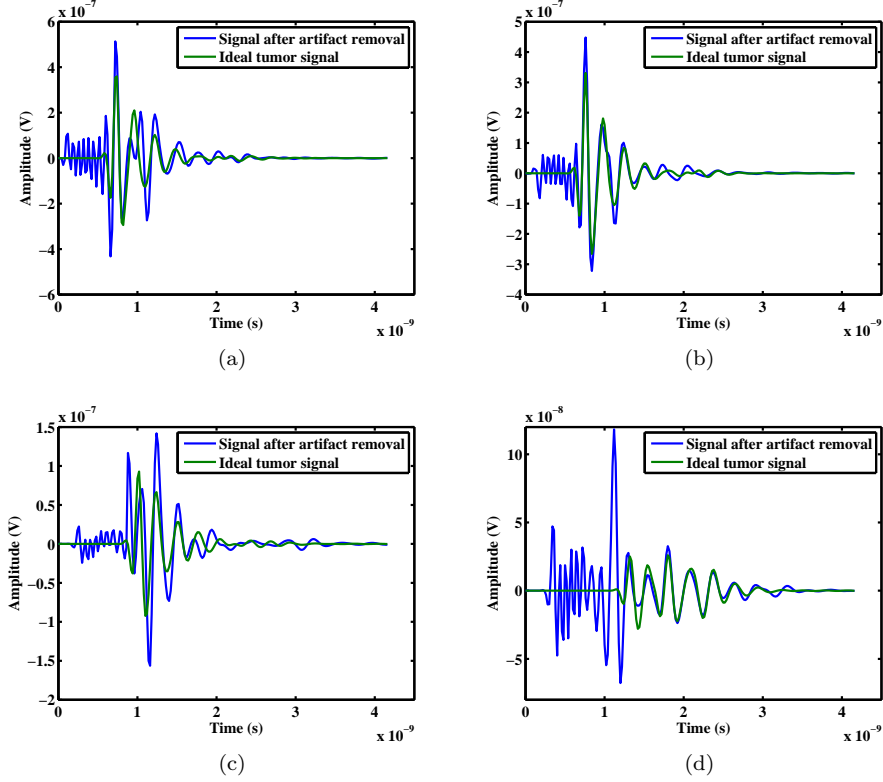 x 10⁻⁷
Signal after artifact removal
Ideal tumor signal
Amplitude (V)
6
4
2
0
−2
−4
−6
0 1 2 3 4
Time (s)
x 10⁻⁹
(a)
x 10⁻⁷
Signal after artifact removal
Ideal tumor signal
Amplitude (V)
5
4
3
2
1
0
−1
−2
−3
−4
0 1 2 3 4
Time (s)
x 10⁻⁹
(b)
x 10⁻⁷
Signal after artifact removal
Ideal tumor signal
Amplitude (V)
1.5
1
0.5
0
−0.5
−1
−1.5
−2
0 1 2 3 4
Time (s)
x 10⁻⁹
(c)
x 10⁻⁸
Signal after artifact removal
Ideal tumor signal
Amplitude (V)
10
5
0
−5
0 1 2 3 4
Time (s)
x 10⁻⁹
(d)